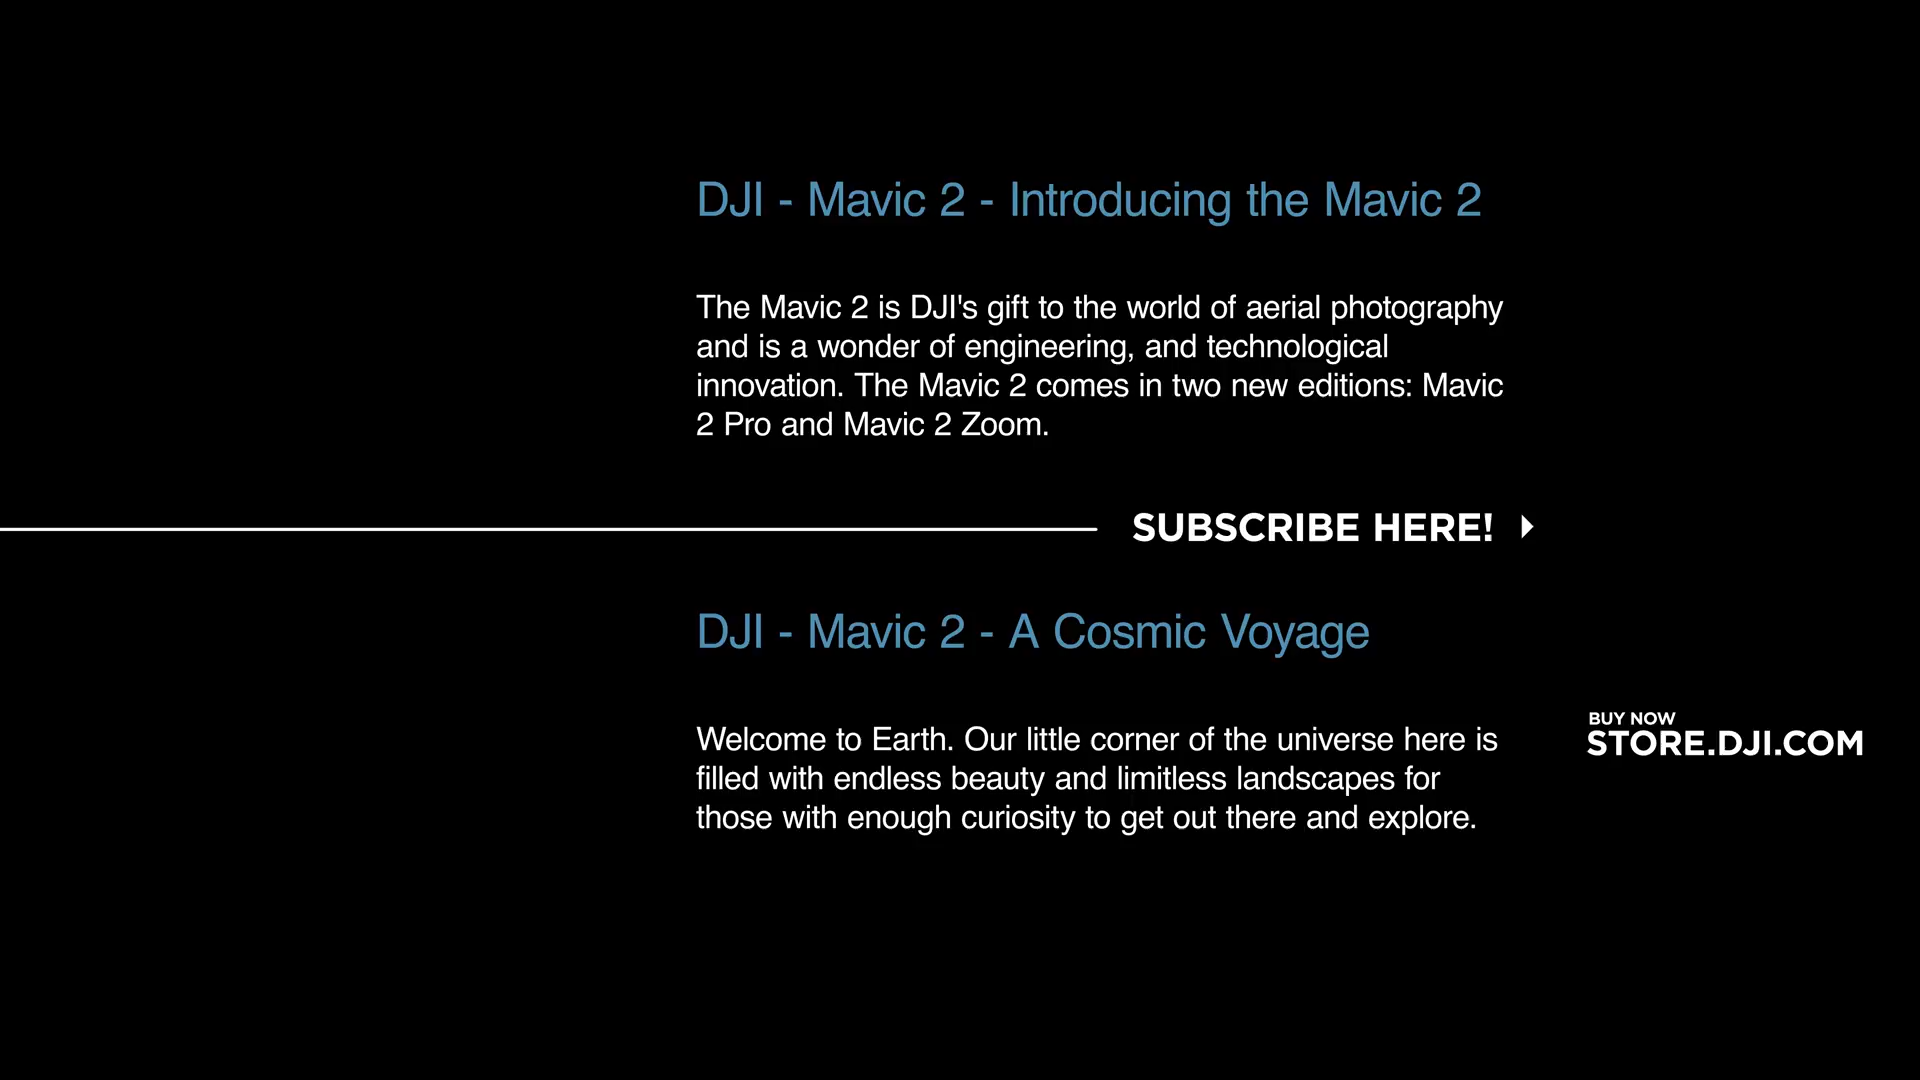 DJI - Mavic 2 - Introducing the Mavic 2
The Mavic 2 is DJI's gift to the world of aerial photography
and is a wonder of engineering, and technological
innovation. The Mavic 2 comes in two new editions: Mavic
2 Pro and Mavic 2 Zoom.
SUBSCRIBE HERE!
DJI - Mavic 2 - A Cosmic Voyage
Welcome to Earth. Our little corner of the universe here is
filled with endless beauty and limitless landscapes for
those with enough curiosity to get out there and explore.
BUY NOW
STORE.DJI.COM